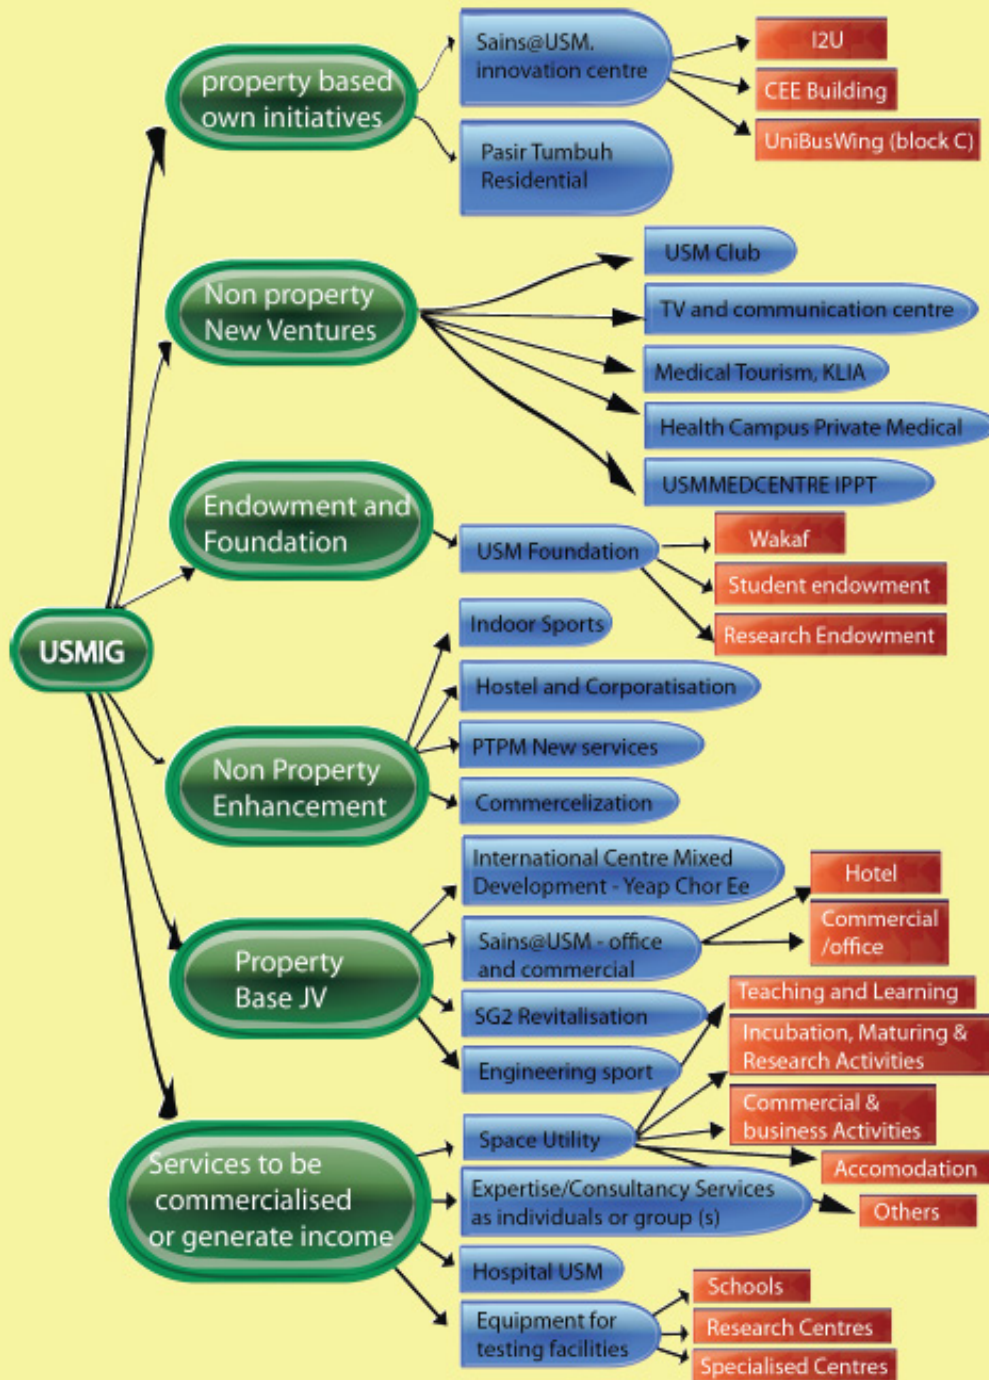 property based
own initiatives
Sains@USM.
innovation centre
I2U
CEE Building
UniBusWing (block C)
Pasir Tumbuh
Residential
Non property
New Ventures
USM Club
TV and communication centre
Medical Tourism, KLIA
Health Campus Private Medical
USMMEDCENTRE IPPT
Endowment and
Foundation
USM Foundation
Wakaf
Student endowment
Research Endowment
USMIG
Non Property
Enhancement
Indoor Sports
Hostel and Corporatisation
PTPM New services
Commercelization
Property
Base JV
International Centre Mixed
Development - Yeap Chor Ee
Sains@USM - office
and commercial
Hotel
Commercial
/office
SG2 Revitalisation
Engineering sport
Services to be
commercialised
or generate income
Space Utility
Teaching and Learning
Incubation, Maturing &
Research Activities
Commercial &
business Activities
Accomodation
Others
Expertise/Consultancy Services
as individuals or group (s)
Hospital USM
Equipment for
testing facilities
Schools
Research Centres
Specialised Centres